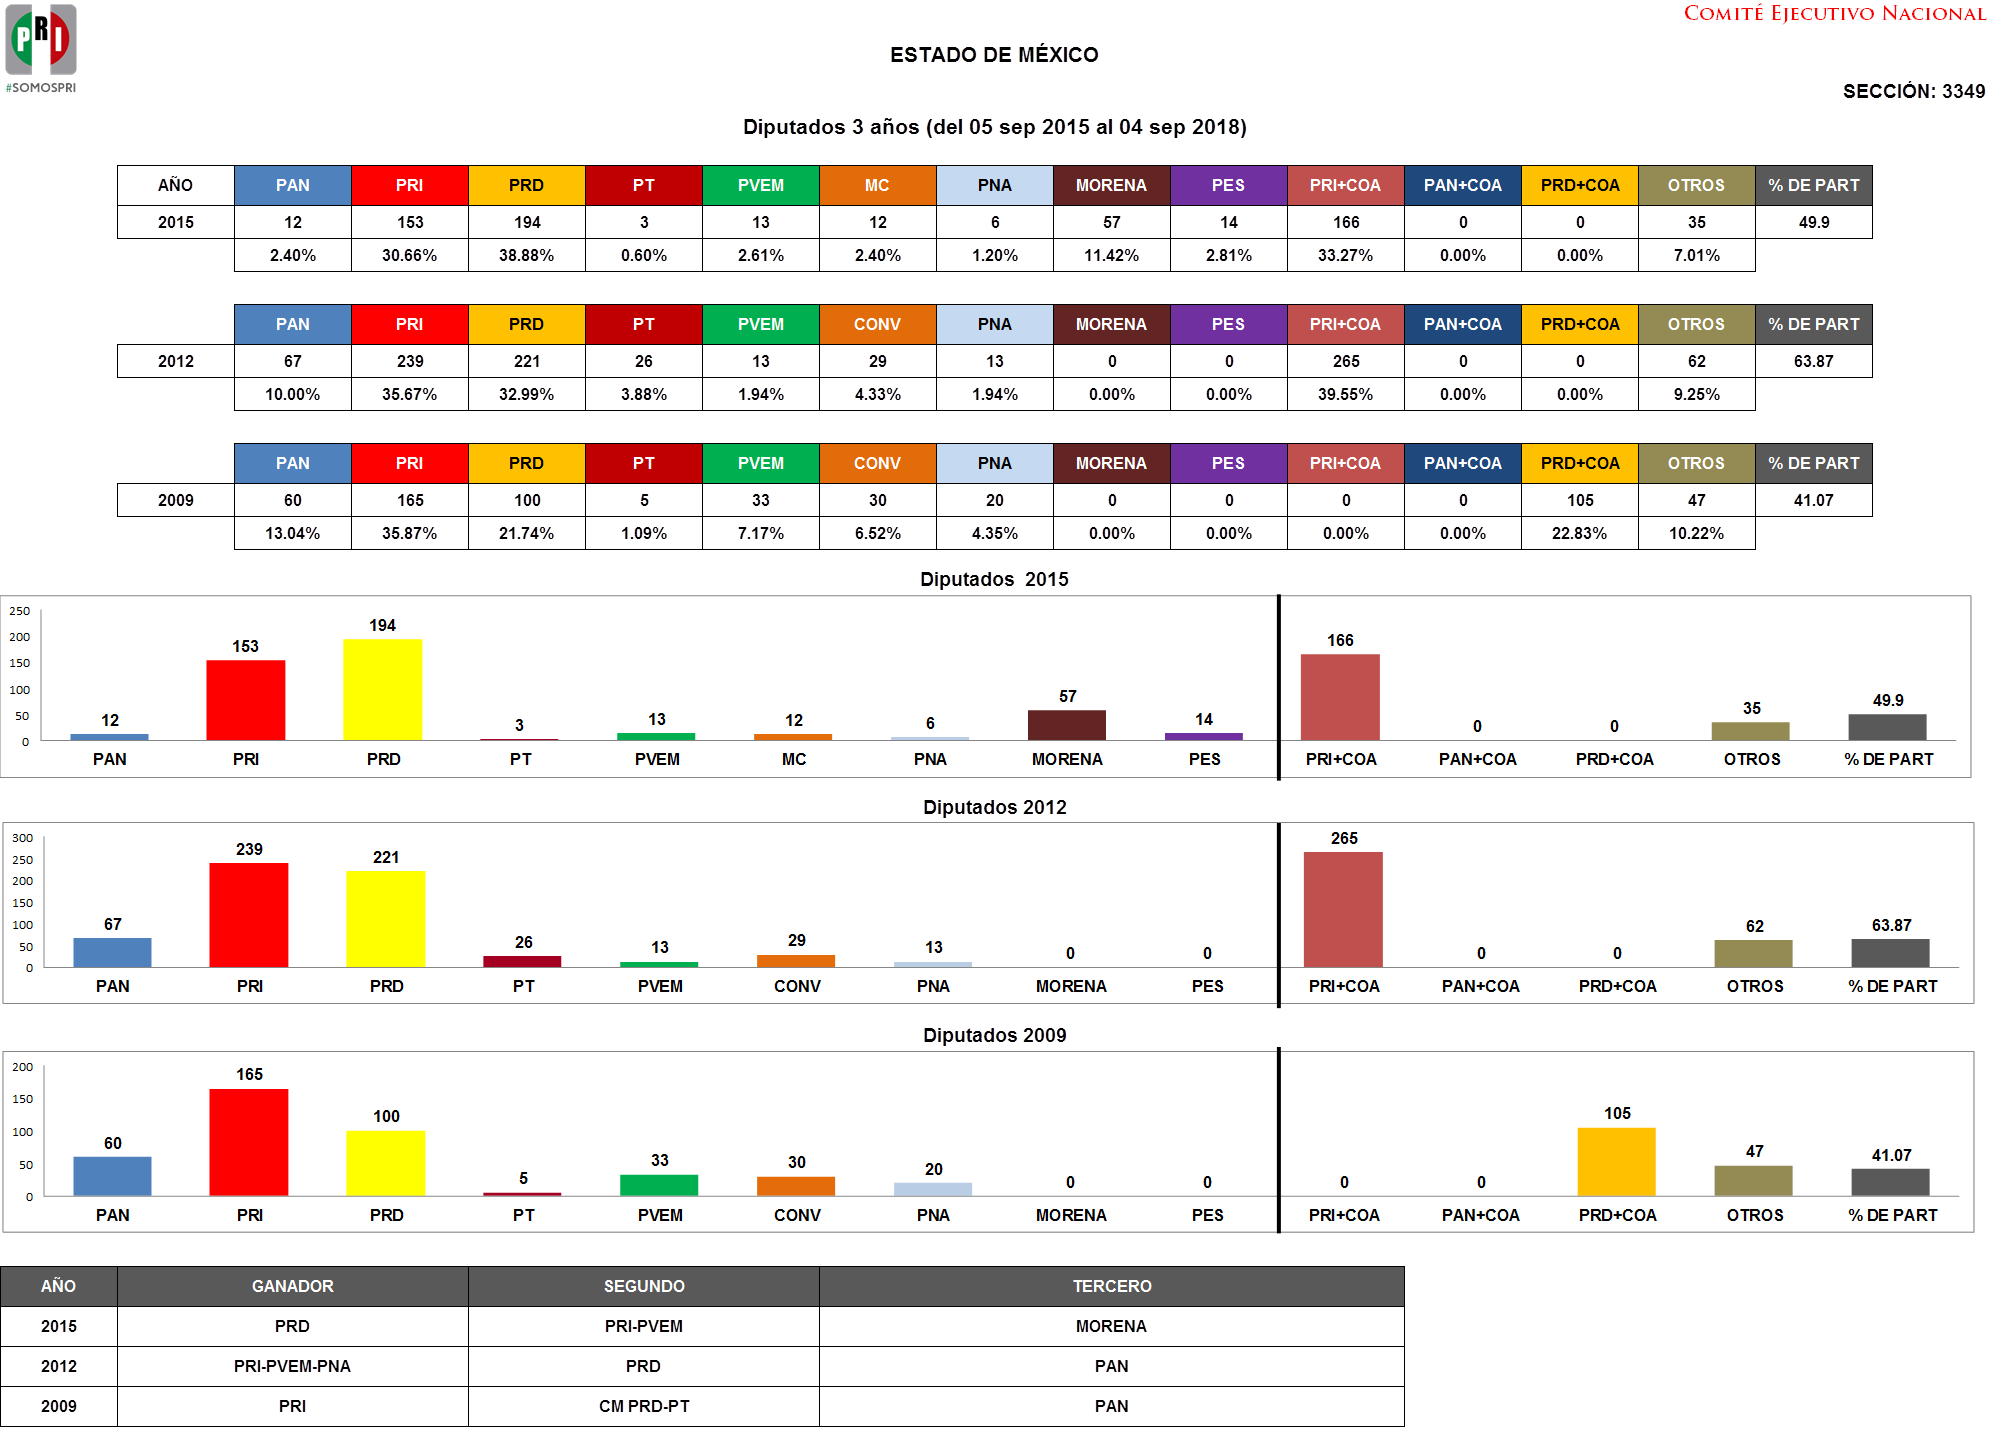 COMITÉ EJECUTIVO NACIONAL
PRI
#SOMOSPRI
ESTADO DE MÉXICO
SECCIÓN: 3349
Diputados 3 años (del 05 sep 2015 al 04 sep 2018)
AÑO PAN PRI PRD PT PVEM MC PNA MORENA PES PRI+COA PAN+COA PRD+COA OTROS % DE PART
2015 12 153 194 3 13 12 6 57 14 166 0 0 35 49.9
2.40% 30.66% 38.88% 0.60% 2.61% 2.40% 1.20% 11.42% 2.81% 33.27% 0.00% 0.00% 7.01%
PAN PRI PRD PT PVEM CONV PNA MORENA PES PRI+COA PAN+COA PRD+COA OTROS % DE PART
2012 67 239 221 26 13 29 13 0 0 265 0 0 62 63.87
10.00% 35.67% 32.99% 3.88% 1.94% 4.33% 1.94% 0.00% 0.00% 39.55% 0.00% 0.00% 9.25%
PAN PRI PRD PT PVEM CONV PNA MORENA PES PRI+COA PAN+COA PRD+COA OTROS % DE PART
2009 60 165 100 5 33 30 20 0 0 0 0 105 47 41.07
13.04% 35.87% 21.74% 1.09% 7.17% 6.52% 4.35% 0.00% 0.00% 0.00% 0.00% 22.83% 10.22%
Diputados 2015
250
200
150
100
50
0
12 153 194 3 13 12 6 57 14 166 0 0 35 49.9
PAN PRI PRD PT PVEM MC PNA MORENA PES PRI+COA PAN+COA PRD+COA OTROS % DE PART
Diputados 2012
300
250
200
150
100
50
0
67 239 221 26 13 29 13 0 0 265 0 0 62 63.87
PAN PRI PRD PT PVEM CONV PNA MORENA PES PRI+COA PAN+COA PRD+COA OTROS % DE PART
Diputados 2009
200
150
100
50
0
60 165 100 5 33 30 20 0 0 0 0 105 47 41.07
PAN PRI PRD PT PVEM CONV PNA MORENA PES PRI+COA PAN+COA PRD+COA OTROS % DE PART
AÑO GANADOR SEGUNDO TERCERO
2015 PRD PRI-PVEM MORENA
2012 PRI-PVEM-PNA PRD PAN
2009 PRI CM PRD-PT PAN